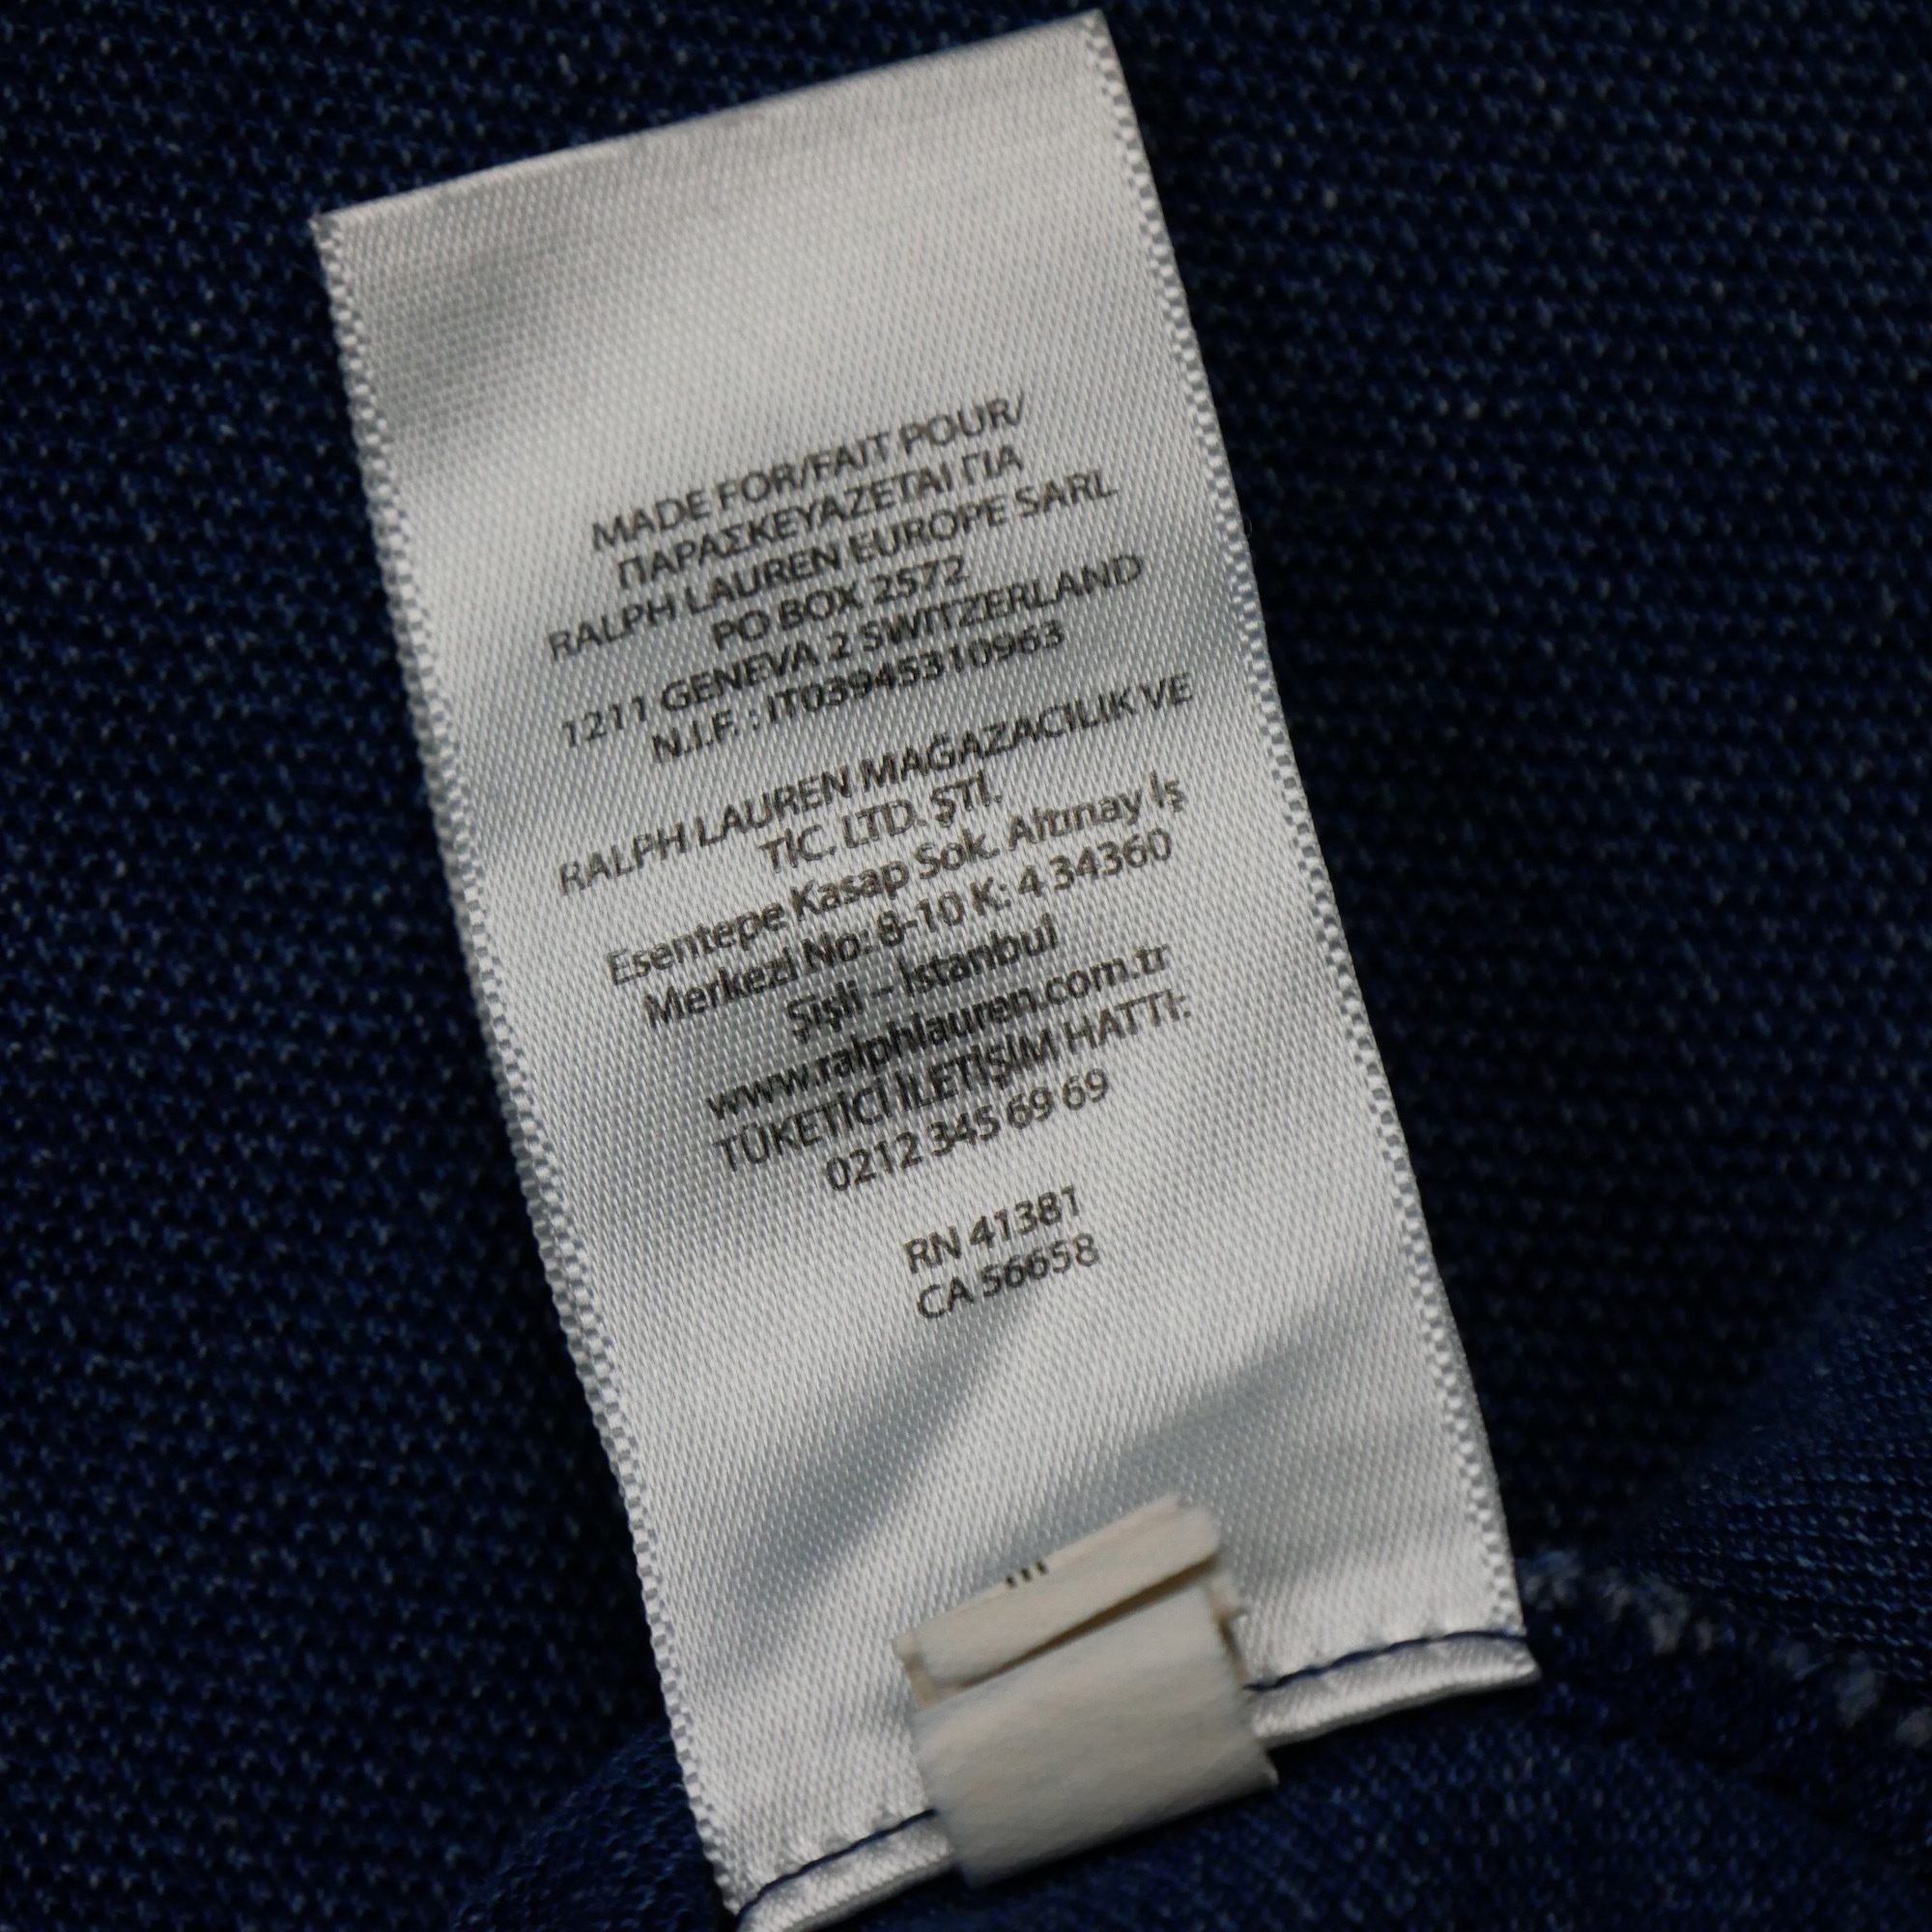 MADE FOR/FAIT POUR/
ΠΑΡΑΣΚΕΥΑΖΕΤΑΙ ΓΙΑ
RALPH LAUREN EUROPE SARL
PO BOX 2572
1211 GENEVA 2 SWITZERLAND
N.I.F. : IT03945310963
RALPH LAUREN MAGAZACILIK VE
TİC. LTD. ŞTİ.
Esentepe Kasap Sok. Altınay İş
Merkezi No: 8-10 K: 4 34360
Şişli – İstanbul
www.ralphlauren.com.tr
TÜKETİCİ İLETİŞİM HATTI:
0212 345 69 69
RN 41381
CA 56658